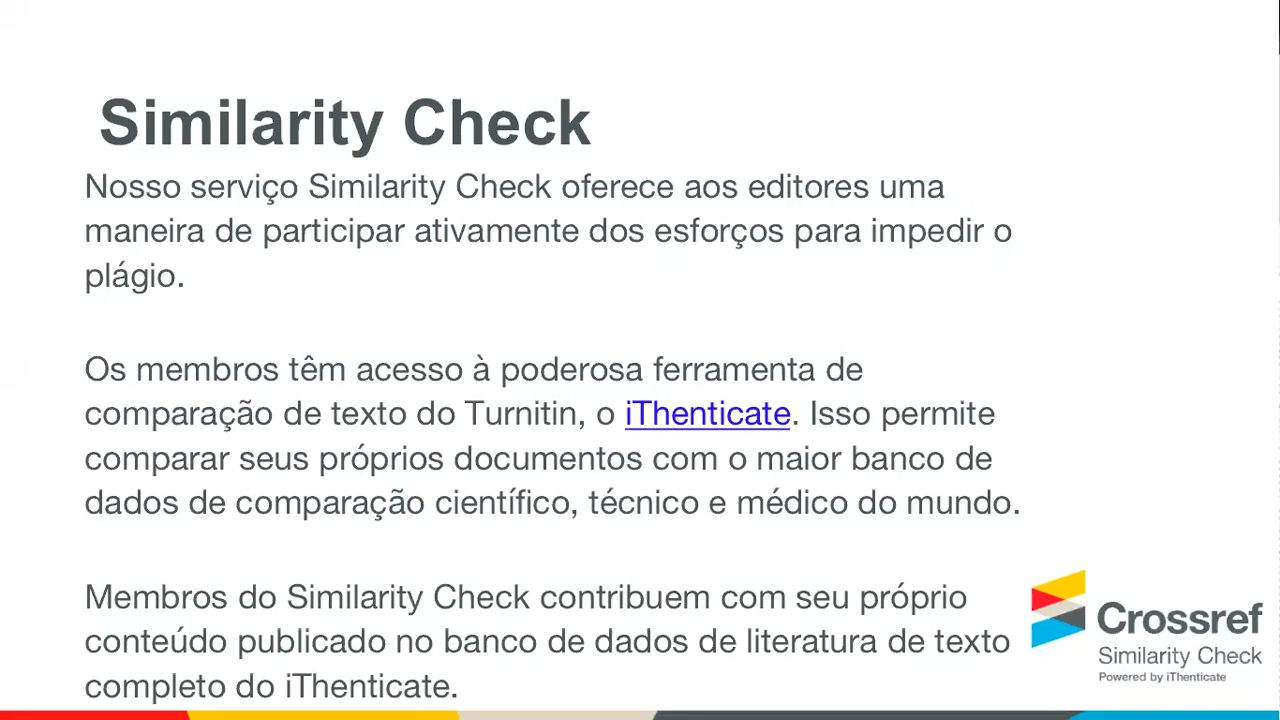 Similarity Check
Nosso serviço Similarity Check oferece aos editores uma
maneira de participar ativamente dos esforços para impedir o
plágio.
Os membros têm acesso à poderosa ferramenta de
comparação de texto do Turnitin, o iThenticate. Isso permite
comparar seus próprios documentos com o maior banco de
dados de comparação científico, técnico e médico do mundo.
Membros do Similarity Check contribuem com seu próprio
conteúdo publicado no banco de dados de literatura de texto
completo do iThenticate.
Crossref
Similarity Check
Powered by iThenticate